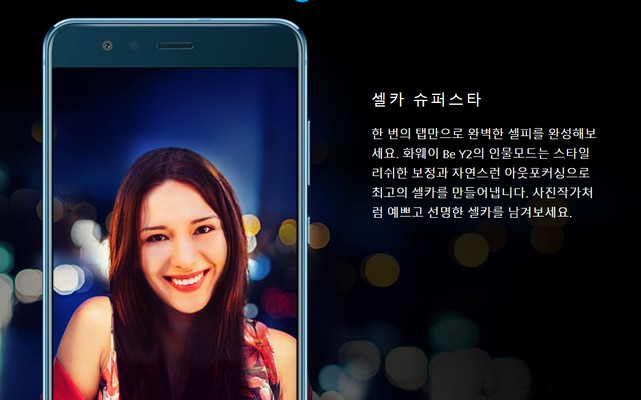 셀카 슈퍼스타
한 번의 탭만으로 완벽한 셀피를 완성해보
세요. 화웨이 Be Y2의 인물모드는 스타일
리쉬한 보정과 자연스런 아웃포커싱으로
최고의 셀카를 만들어냅니다. 사진작가처
럼 예쁘고 선명한 셀카를 남겨보세요.